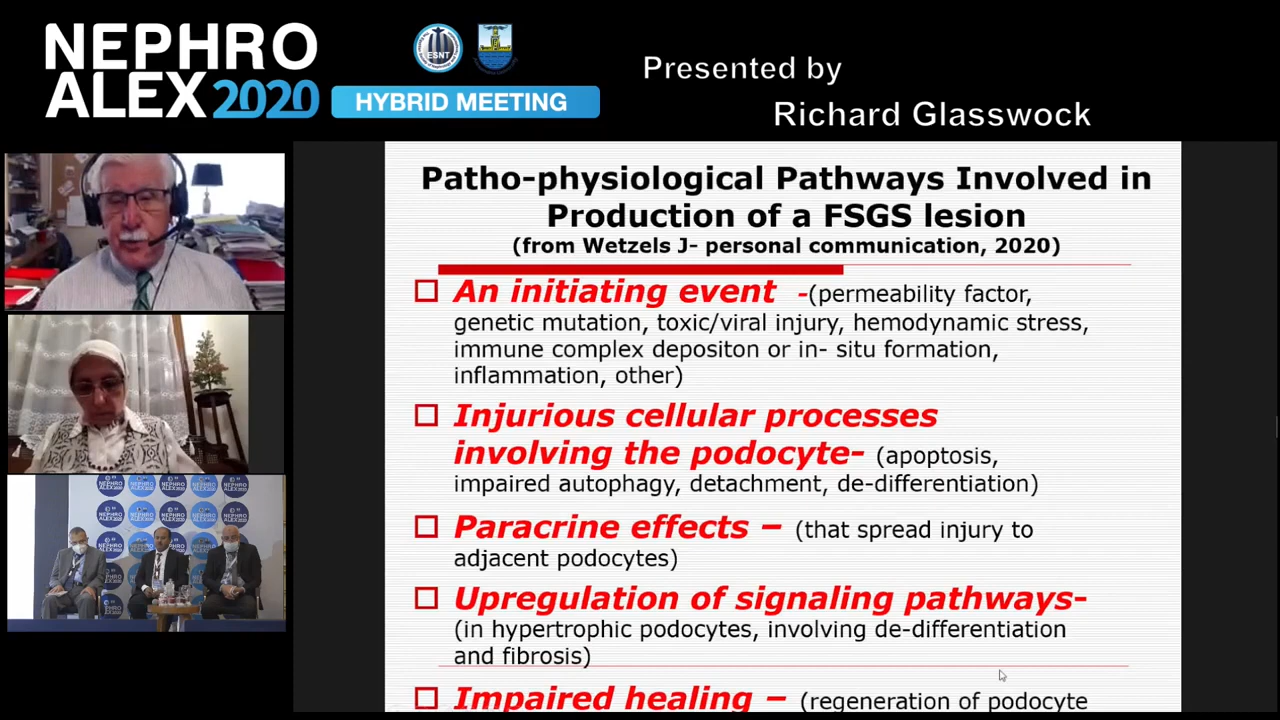 NEPHRO
ALEX2020
HYBRID MEETING
ESNT
Presented by
Richard Glasswock
Patho-physiological Pathways Involved in
Production of a FSGS lesion
(from Wetzels J- personal communication, 2020)
An initiating event -(permeability factor,
genetic mutation, toxic/viral injury, hemodynamic stress,
immune complex depositon or in- situ formation,
inflammation, other)
Injurious cellular processes
involving the podocyte- (apoptosis,
impaired autophagy, detachment, de-differentiation)
Paracrine effects – (that spread injury to
adjacent podocytes)
Upregulation of signaling pathways-
(in hypertrophic podocytes, involving de-differentiation
and fibrosis)
Impaired healing – (regeneration of podocyte